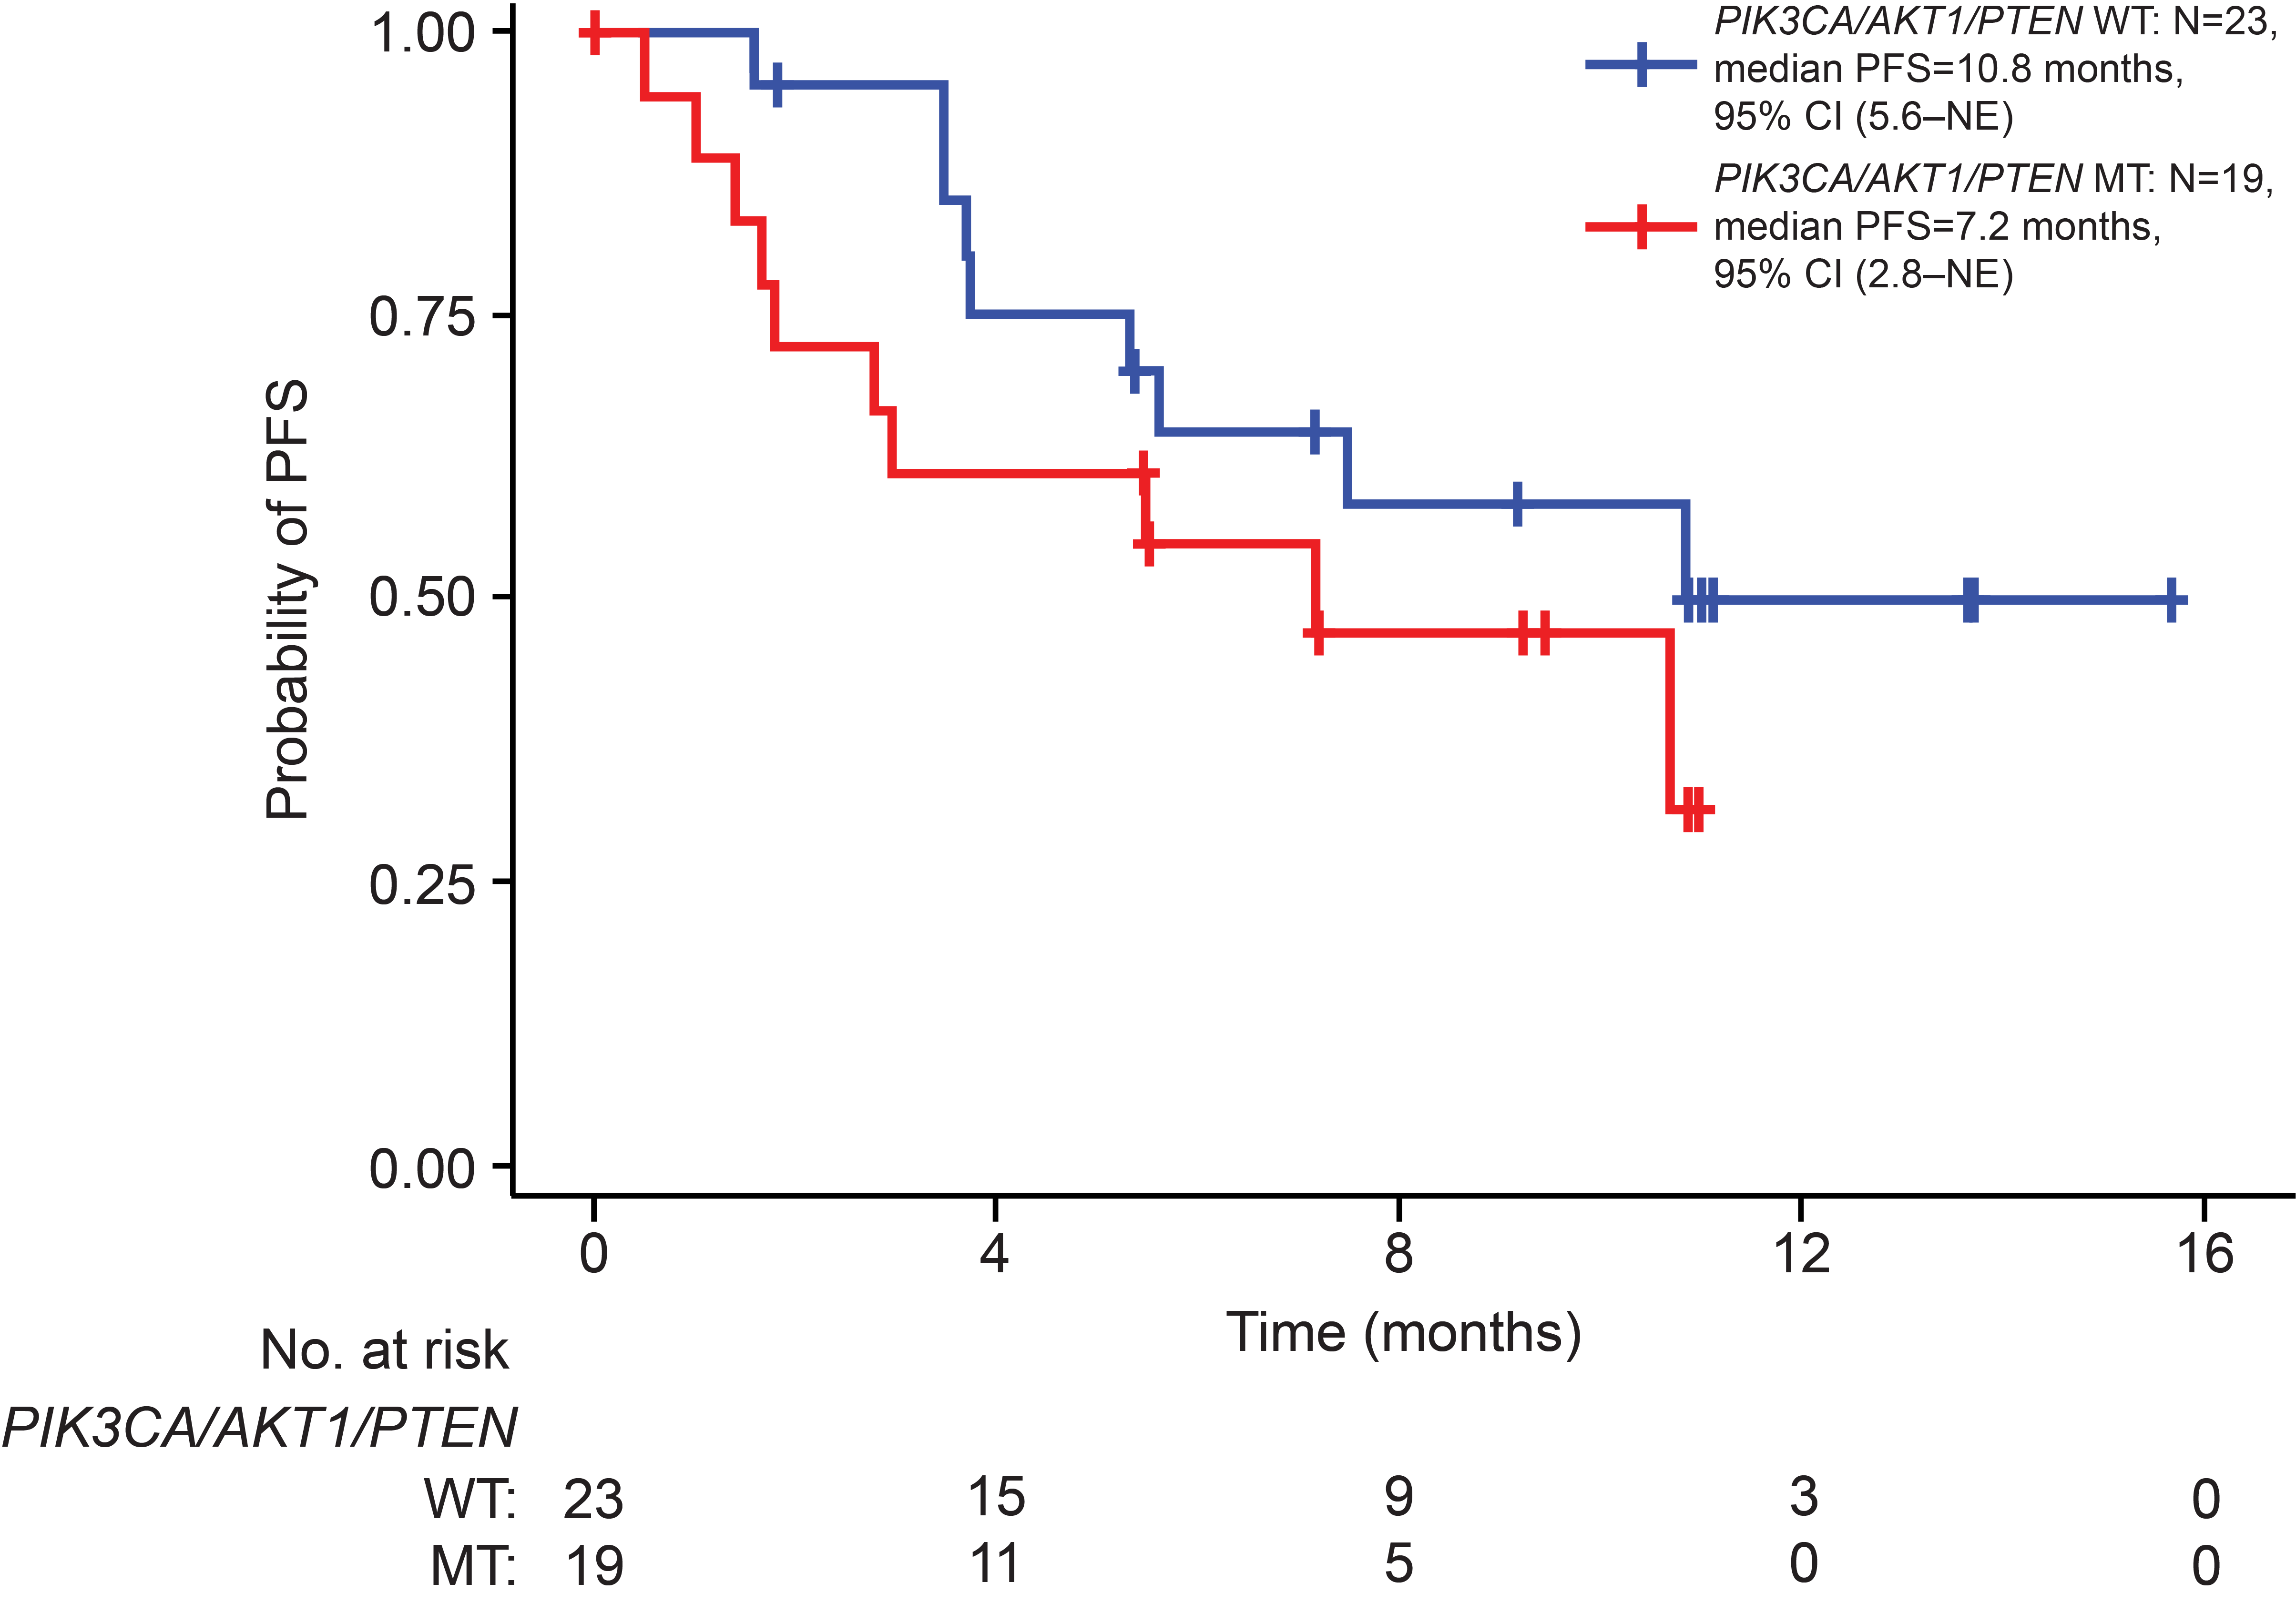 PIK3CA/AKT1/PTEN WT: N=23,
median PFS=10.8 months,
95% CI (5.6–NE)
PIK3CA/AKT1/PTEN MT: N=19,
median PFS=7.2 months,
95% CI (2.8–NE)
Probability of PFS
1.00
0.75
0.50
0.25
0.00
0 4 8 12 16
Time (months)
No. at risk
PIK3CA/AKT1/PTEN
WT: 23 15 9 3 0
MT: 19 11 5 0 0